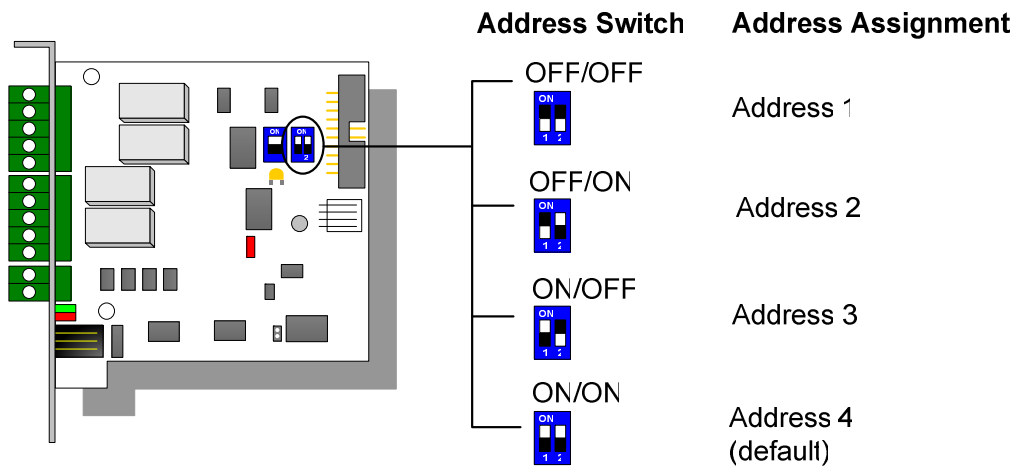 Address Switch Address Assignment
OFF/OFF
ON
1 2
Address 1
OFF/ON
ON
1 2
Address 2
ON/OFF
ON
1 2
Address 3
ON/ON
ON
1 2
Address 4
(default)
ON
ON
2